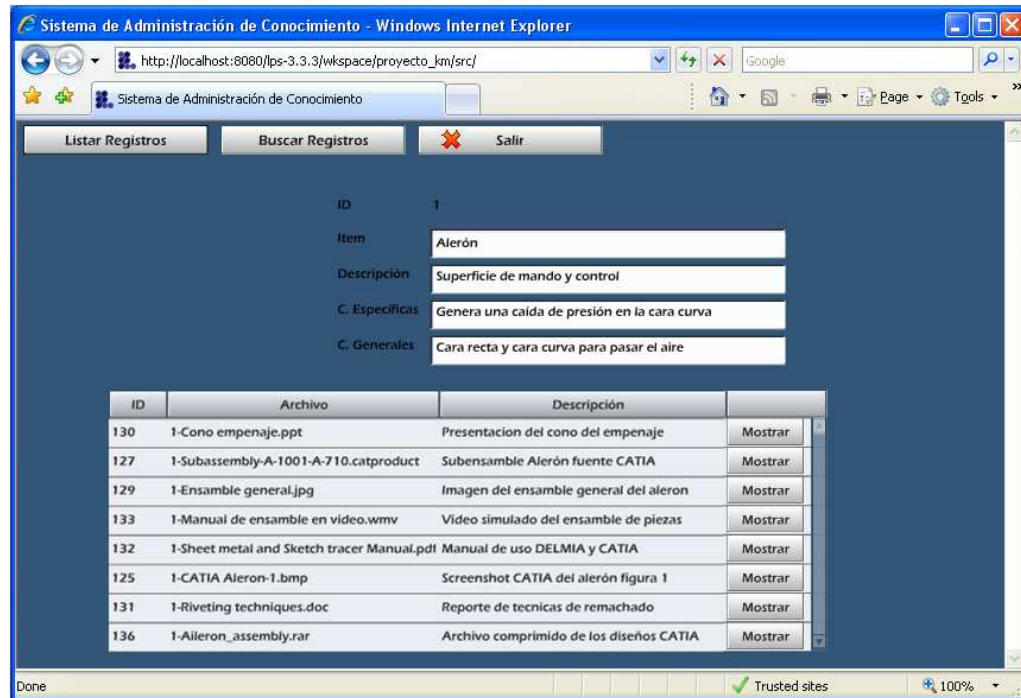 Sistema de Administración de Conocimiento - Windows Internet Explorer
http://localhost:8080/lps-3.3.3/wkspace/proyecto_km/src/
Google
Sistema de Administración de Conocimiento
Page
Tools
Listar Registros Buscar Registros Salir
ID 1
Item Alerón
Descripción Superficie de mando y control
C. Especificas Genera una caída de presión en la cara curva
C. Generales Cara recta y cara curva para pasar el aire
ID Archivo Descripción
130 1-Cono empenaje.ppt Presentacion del cono del empenaje Mostrar
127 1-Subassembly-A-1001-A-710.catproduct Subensamble Alerón fuente CATIA Mostrar
129 1-Ensamble general.jpg Imagen del ensamble general del aleron Mostrar
133 1-Manual de ensamble en video.wmv Video simulado del ensamble de piezas Mostrar
132 1-Sheet metal and Sketch tracer Manual.pdf Manual de uso DELMIA y CATIA Mostrar
125 1-CATIA Aleron-1.bmp Screenshot CATIA del alerón figura 1 Mostrar
131 1-Riveting techniques.doc Reporte de tecnicas de remachado Mostrar
136 1-Aileron_assembly.rar Archivo comprimido de los diseños CATIA Mostrar
Done Trusted sites 100%